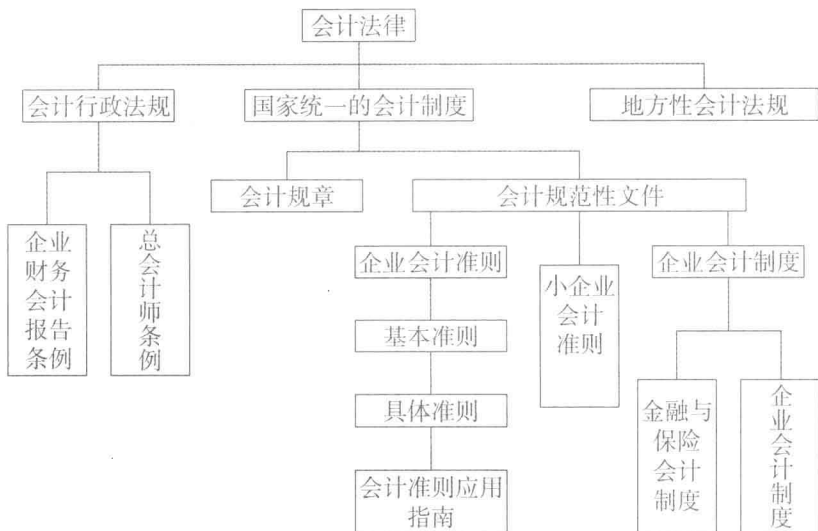 会计法律
会计行政法规
国家统一的会计制度
地方性会计法规
会计规章
会计规范性文件
企业
财务
会计
报告
条例
总会计师条例
企业会计准则
小企业
会计
准则
企业会计制度
基本准则
具体准则
会计准则应用
指南
金融与
保险
会计
制度
企业会计制度